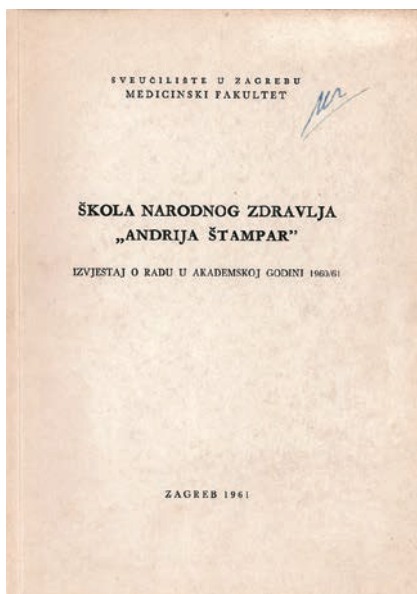 SVEUČILIŠTE U ZAGREBU
MEDICINSKI FAKULTET
ŠKOLA NARODNOG ZDRAVLJA
„ANDRIJA ŠTAMPAR”
IZVJEŠTAJ O RADU U AKADEMSKOJ GODINI 1960/61
ZAGREB 1961